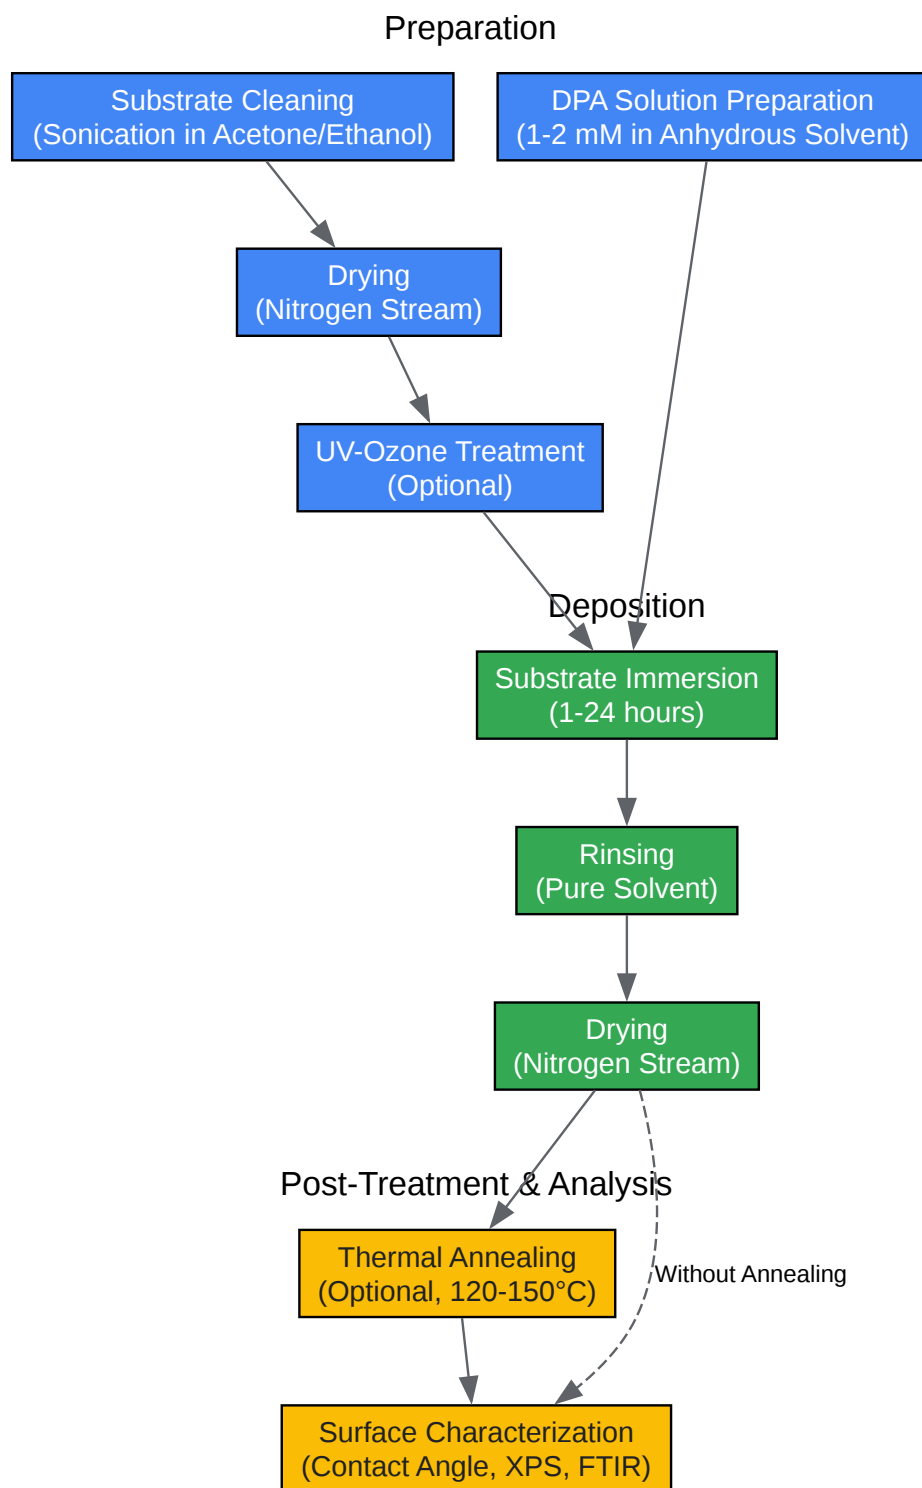 Preparation
Substrate Cleaning
(Sonication in Acetone/Ethanol)
DPA Solution Preparation
(1-2 mM in Anhydrous Solvent)
Drying
(Nitrogen Stream)
UV-Ozone Treatment
(Optional)
Deposition
Substrate Immersion
(1-24 hours)
Rinsing
(Pure Solvent)
Drying
(Nitrogen Stream)
Post-Treatment & Analysis
Thermal Annealing
(Optional, 120-150°C)
Without Annealing
Surface Characterization
(Contact Angle, XPS, FTIR)